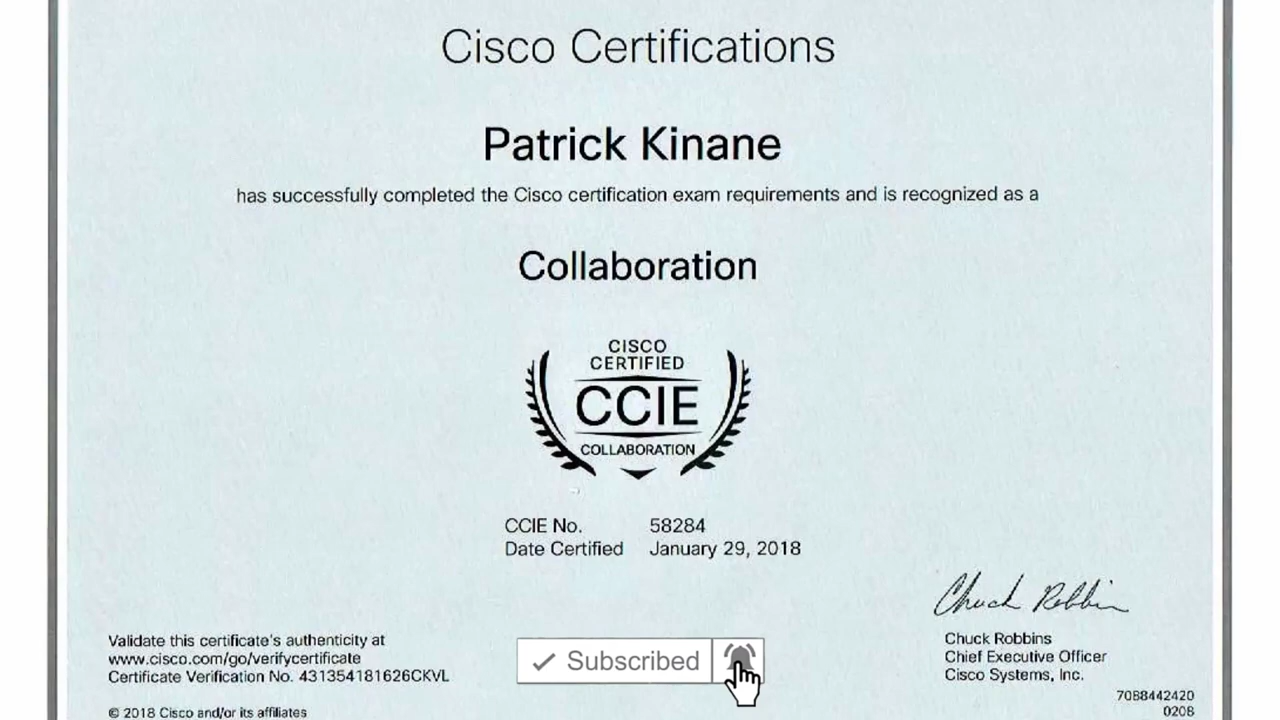 Cisco Certifications
Patrick Kinane
has successfully completed the Cisco certification exam requirements and is recognized as a
Collaboration
CISCO
CERTIFIED
CCIE
COLLABORATION
CCIE No. 58284
Date Certified January 29, 2018
Chuck Robbins
Validate this certificate's authenticity at
www.cisco.com/go/verifycertificate
Certificate Verification No. 431354181626CKVL
© 2018 Cisco and/or its affiliates
Subscribed
Chuck Robbins
Chief Executive Officer
Cisco Systems, Inc.
7088442420
0208